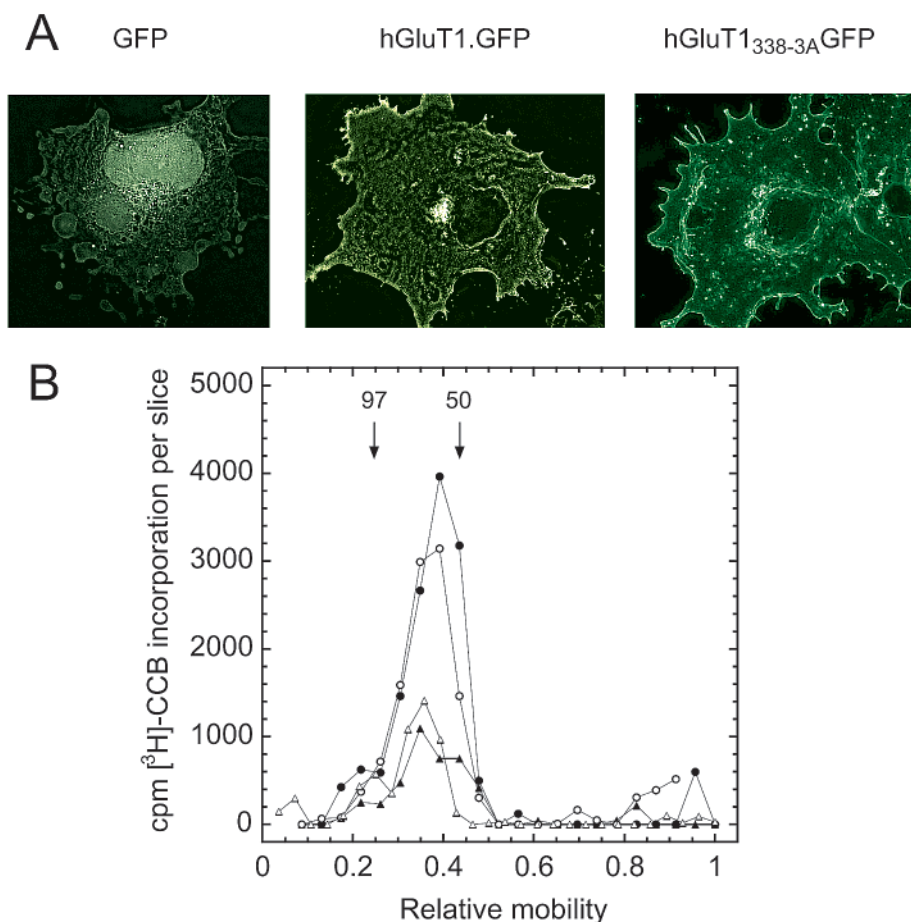 A
GFP
hGluT1.GFP
hGluT1338-3AGFP
B
cpm [3H]-CCB incorporation per slice
5000
4000
3000
2000
1000
0
97
50
0
0.2
0.4
0.6
0.8
1
Relative mobility